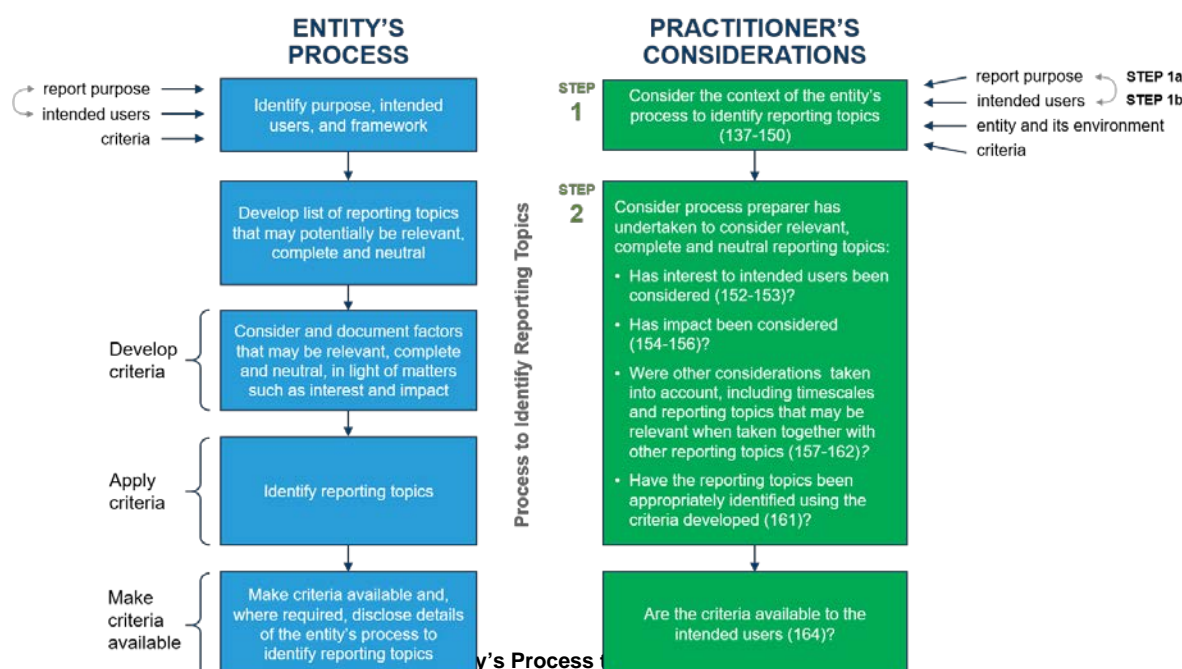 ENTITY'S
PROCESS
report purpose
intended users
criteria
Identify purpose, intended
users, and framework
Develop list of reporting topics
that may potentially be relevant,
complete and neutral
Develop
criteria
Consider and document factors
that may be relevant, complete
and neutral, in light of matters
such as interest and impact
Apply
criteria
Identify reporting topics
Make
criteria
available
Make criteria available and,
where required, disclose details
of the entity's process to
identify reporting topics
Process to Identify Reporting Topics
PRACTITIONER'S
CONSIDERATIONS
STEP
1
Consider the context of the entity's
process to identify reporting topics
(137-150)
report purpose
STEP 1a
intended users
STEP 1b
entity and its environment
criteria
STEP
2
Consider process preparer has
undertaken to consider relevant,
complete and neutral reporting topics:
• Has interest to intended users been
considered (152-153)?
• Has impact been considered
(154-156)?
• Were other considerations taken
into account, including timescales
and reporting topics that may be
relevant when taken together with
other reporting topics (157-162)?
• Have the reporting topics been
appropriately identified using the
criteria developed (161)?
Are the criteria available to the
intended users (164)?
y's Process t